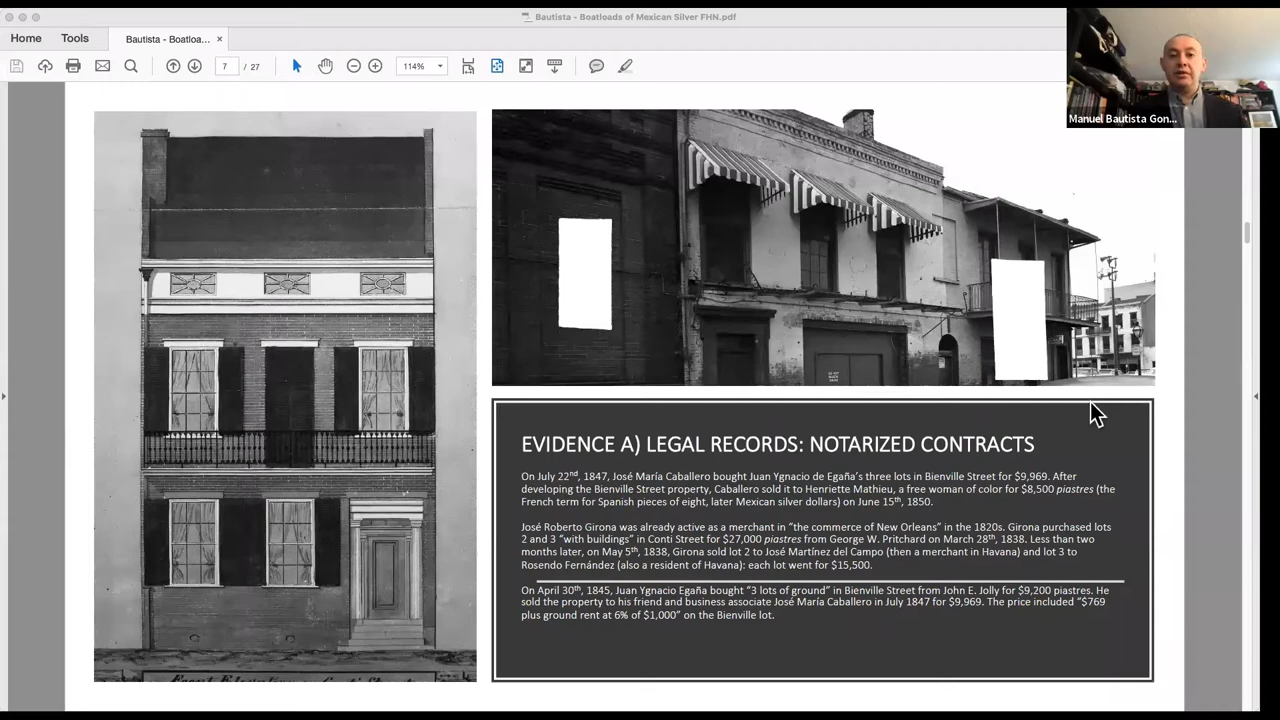 Bautista - Boatloads of Mexican Silver FHN.pdf
Home Tools Bautista - Boatloa... ×
7 / 27 114%
Manuel Bautista Gon...
EVIDENCE A) LEGAL RECORDS: NOTARIZED CONTRACTS
On July 22nd, 1847, José María Caballero bought Juan Ygnacio de Egaña's three lots in Bienville Street for $9,969. After
developing the Bienville Street property, Caballero sold it to Henriette Mathieu, a free woman of color for $8,500 piastres (the
French term for Spanish pieces of eight, later Mexican silver dollars) on June 15th, 1850.
José Roberto Girona was already active as a merchant in “the commerce of New Orleans” in the 1820s. Girona purchased lots
2 and 3 “with buildings” in Conti Street for $27,000 piastres from George W. Pritchard on March 28th, 1838. Less than two
months later, on May 5th, 1838, Girona sold lot 2 to José Martínez del Campo (then a merchant in Havana) and lot 3 to
Rosendo Fernández (also a resident of Havana): each lot went for $15,500.
On April 30th, 1845, Juan Ygnacio Egaña bought “3 lots of ground” in Bienville Street from John E. Jolly for $9,200 piastres. He
sold the property to his friend and business associate José María Caballero in July 1847 for $9,969. The price included “$769
plus ground rent at 6% of $1,000” on the Bienville lot.